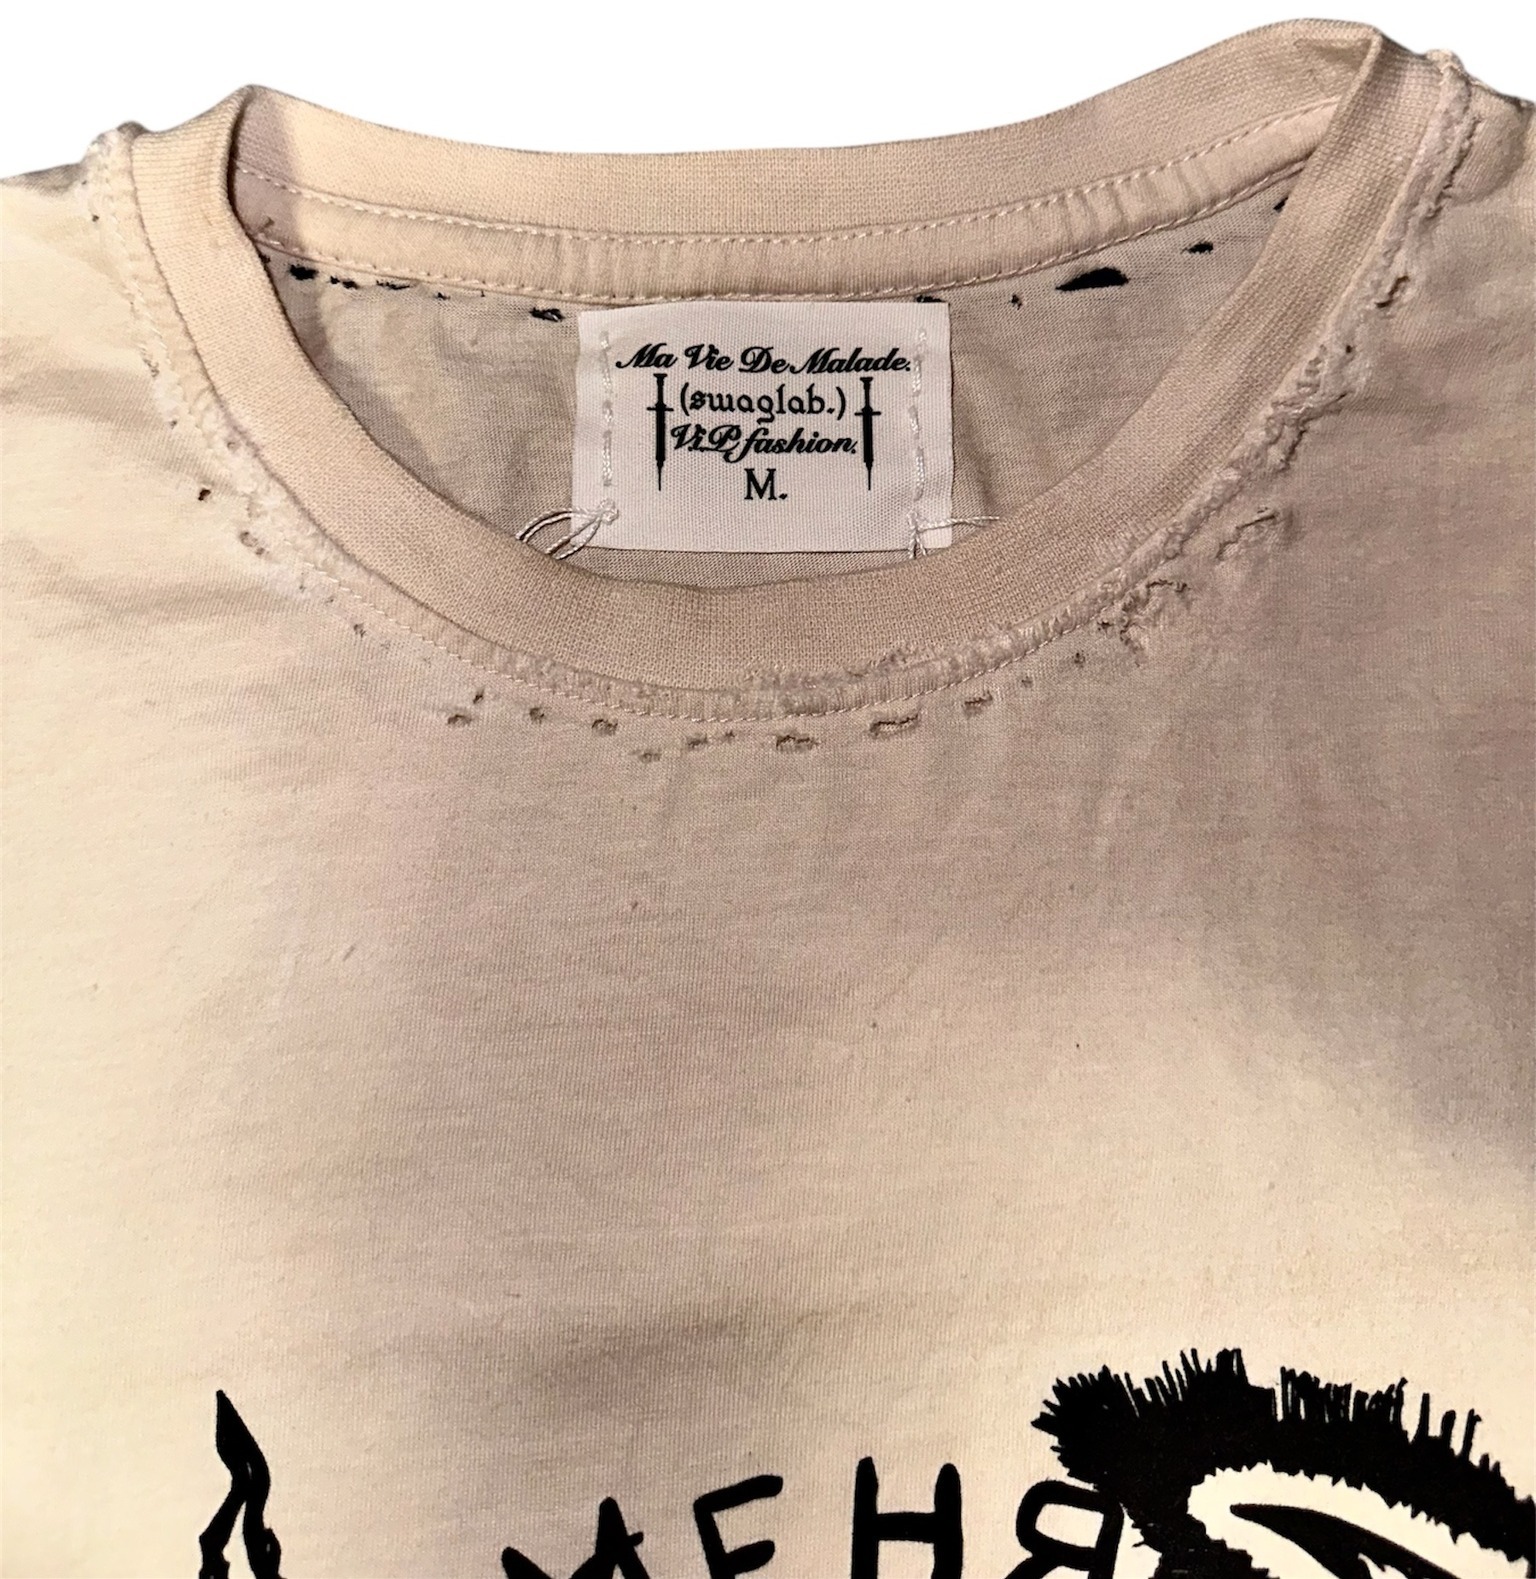 Ma Vie De Malade.
(swaglab.)
V.I.P. fashion.
M.